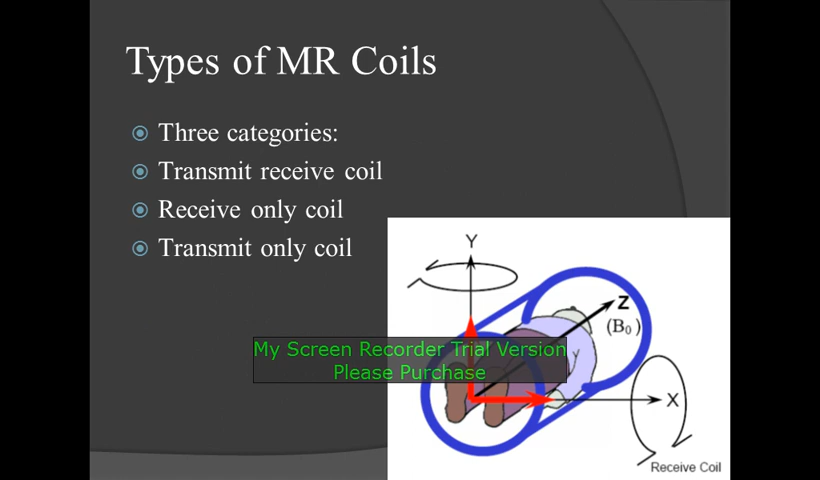 Types of MR Coils
Three categories:
Transmit receive coil
Receive only coil
Transmit only coil
Y
Z
(B0)
My Screen Recorder Trial Version
Please Purchase
X
Receive Coil